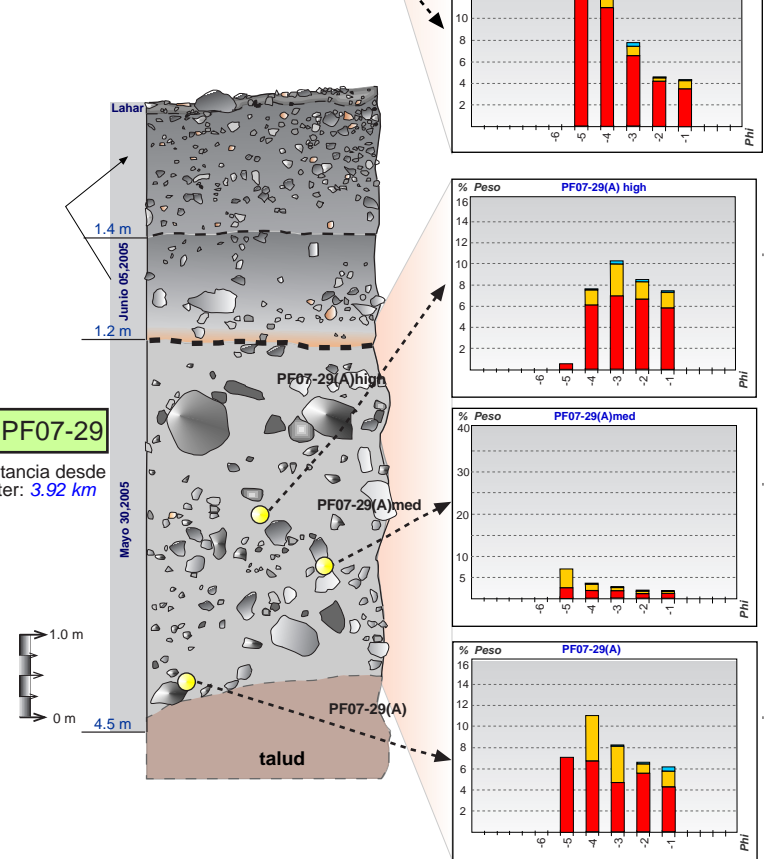 10
8
6
4
2
-6
-5
-4
-3
-2
-1
Phi
Lahar
1.4 m
Junio 05,2005
1.2 m
PF07-29
tancia desde
ter: 3.92 km
Mayo 30,2005
1.0 m
0 m
4.5 m
PF07-29(A)high
PF07-29(A)med
PF07-29(A)
talud
% Peso
PF07-29(A) high
16
14
12
10
8
6
4
2
-6
-5
-4
-3
-2
-1
Phi
% Peso
PF07-29(A)med
40
30
20
10
5
-6
-5
-4
-3
-2
-1
Phi
% Peso
PF07-29(A)
16
14
12
10
8
6
4
2
-6
-5
-4
-3
-2
-1
Phi